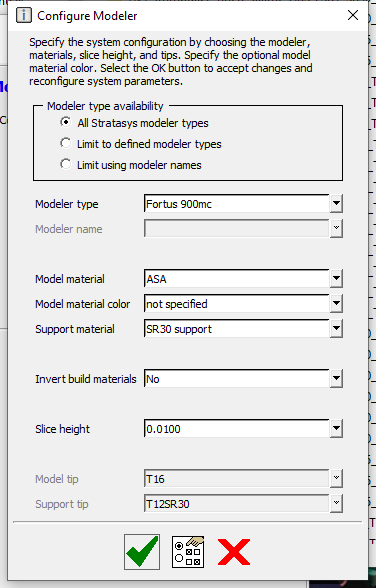 Configure Modeler
Specify the system configuration by choosing the modeler,
materials, slice height, and tips. Specify the optional model
material color. Select the OK button to accept changes and
reconfigure system parameters.
Modeler type availability
All Stratasys modeler types
Limit to defined modeler types
Limit using modeler names
Modeler type Fortus 900mc
Modeler name
Model material ASA
Model material color not specified
Support material SR30 support
Invert build materials No
Slice height 0.0100
Model tip T16
Support tip T12SR30